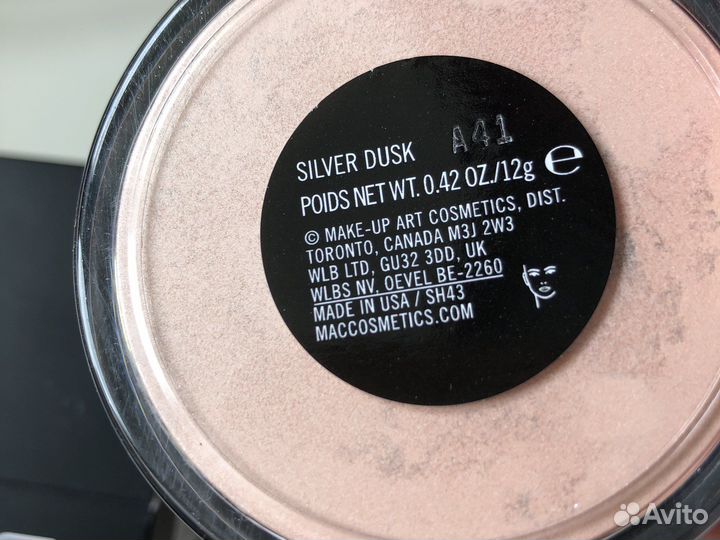 SILVER DUSK A41
POIDS NET WT. 0.42 OZ./12g e
© MAKE-UP ART COSMETICS, DIST.
TORONTO, CANADA M3J 2W3
WLB LTD, GU32 3DD, UK
WLBS NV. OEVEL BE-2260
MADE IN USA / SH43
MACCOSMETICS.COM
Avito